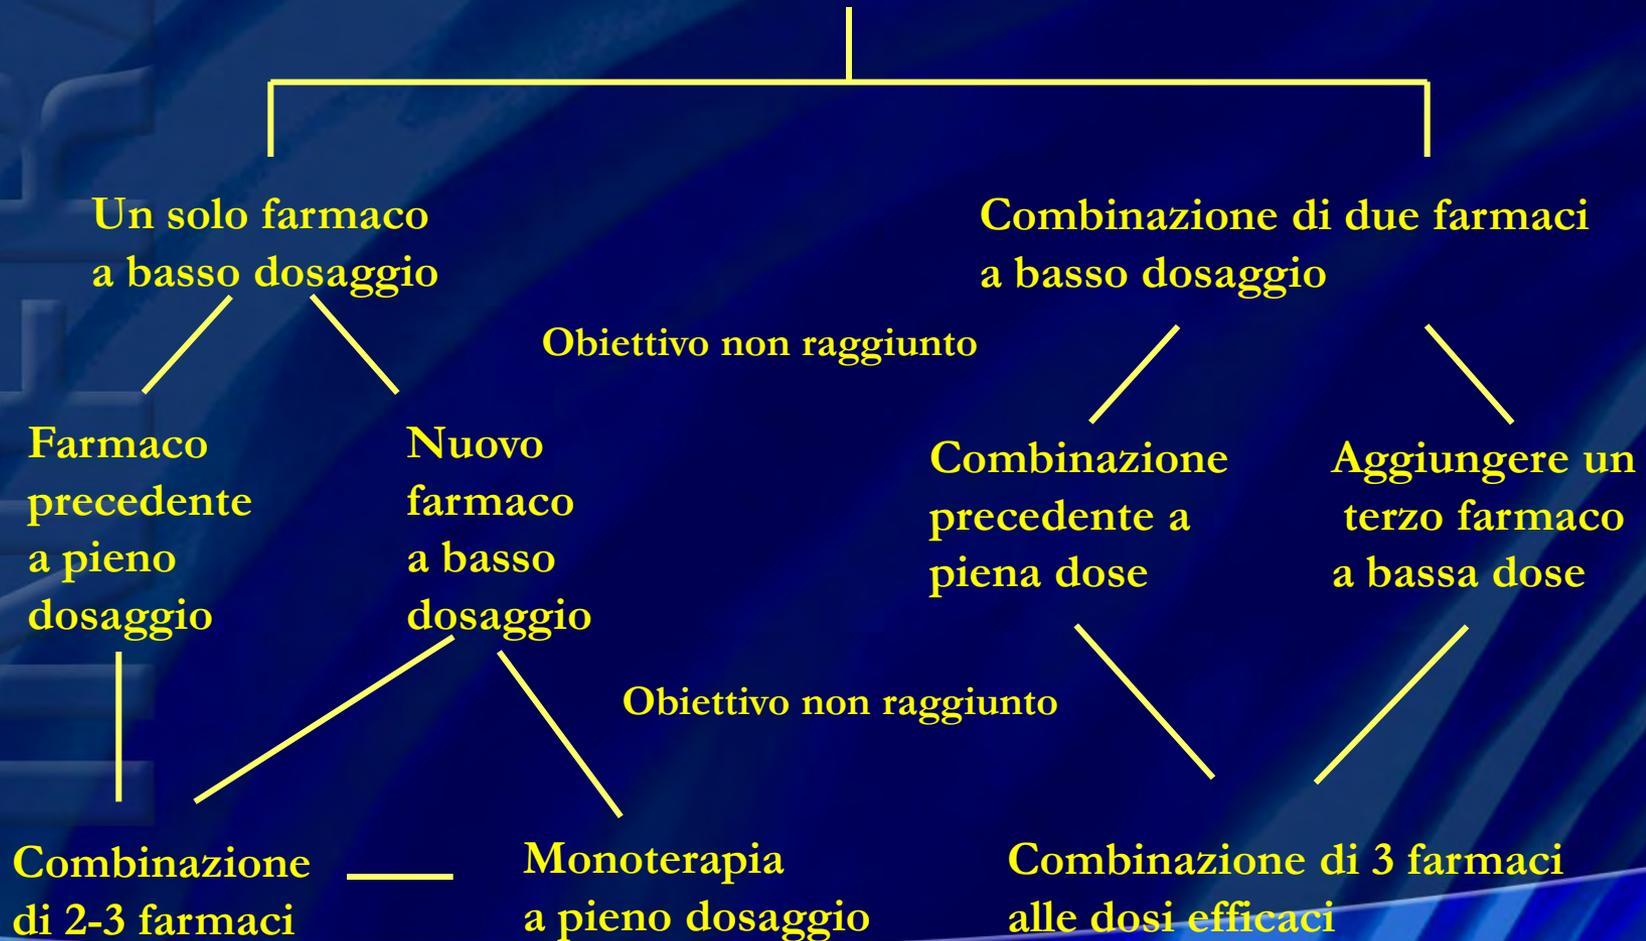 Un solo farmaco
a basso dosaggio
Combinazione di due farmaci
a basso dosaggio
Obiettivo non raggiunto
Farmaco
precedente
a pieno
dosaggio
Nuovo
farmaco
a basso
dosaggio
Combinazione
precedente a
piena dose
Aggiungere un
terzo farmaco
a bassa dose
Obiettivo non raggiunto
Combinazione
di 2-3 farmaci
Monoterapia
a pieno dosaggio
Combinazione di 3 farmaci
alle dosi efficaci